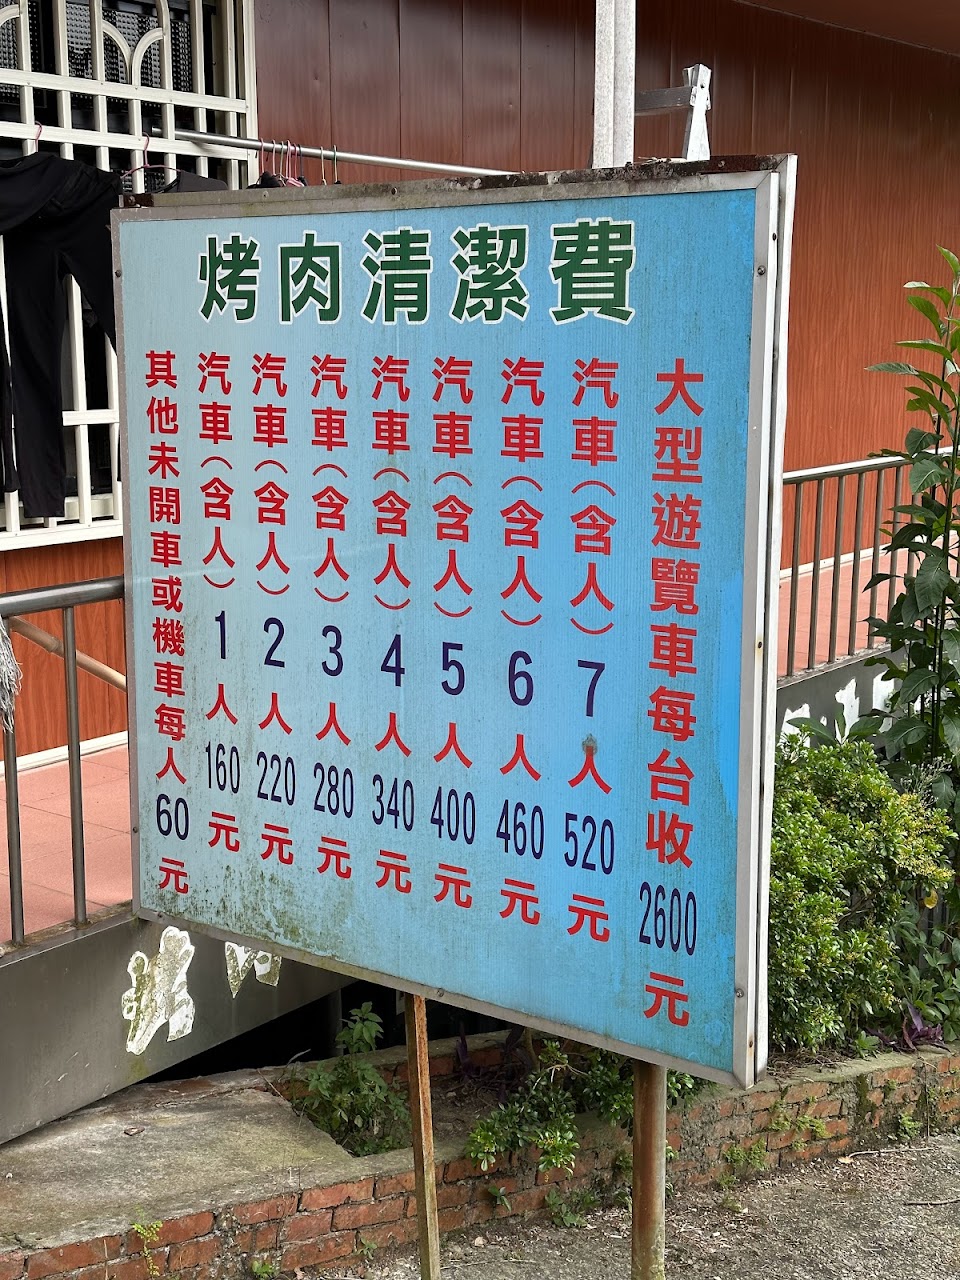 烤肉清潔費
大型遊覽車每台收2600元
汽車(含人)7人520元
汽車(含人)6人460元
汽車(含人)5人400元
汽車(含人)4人340元
汽車(含人)3人280元
汽車(含人)2人220元
汽車(含人)1人160元
其他未開車或機車每人60元